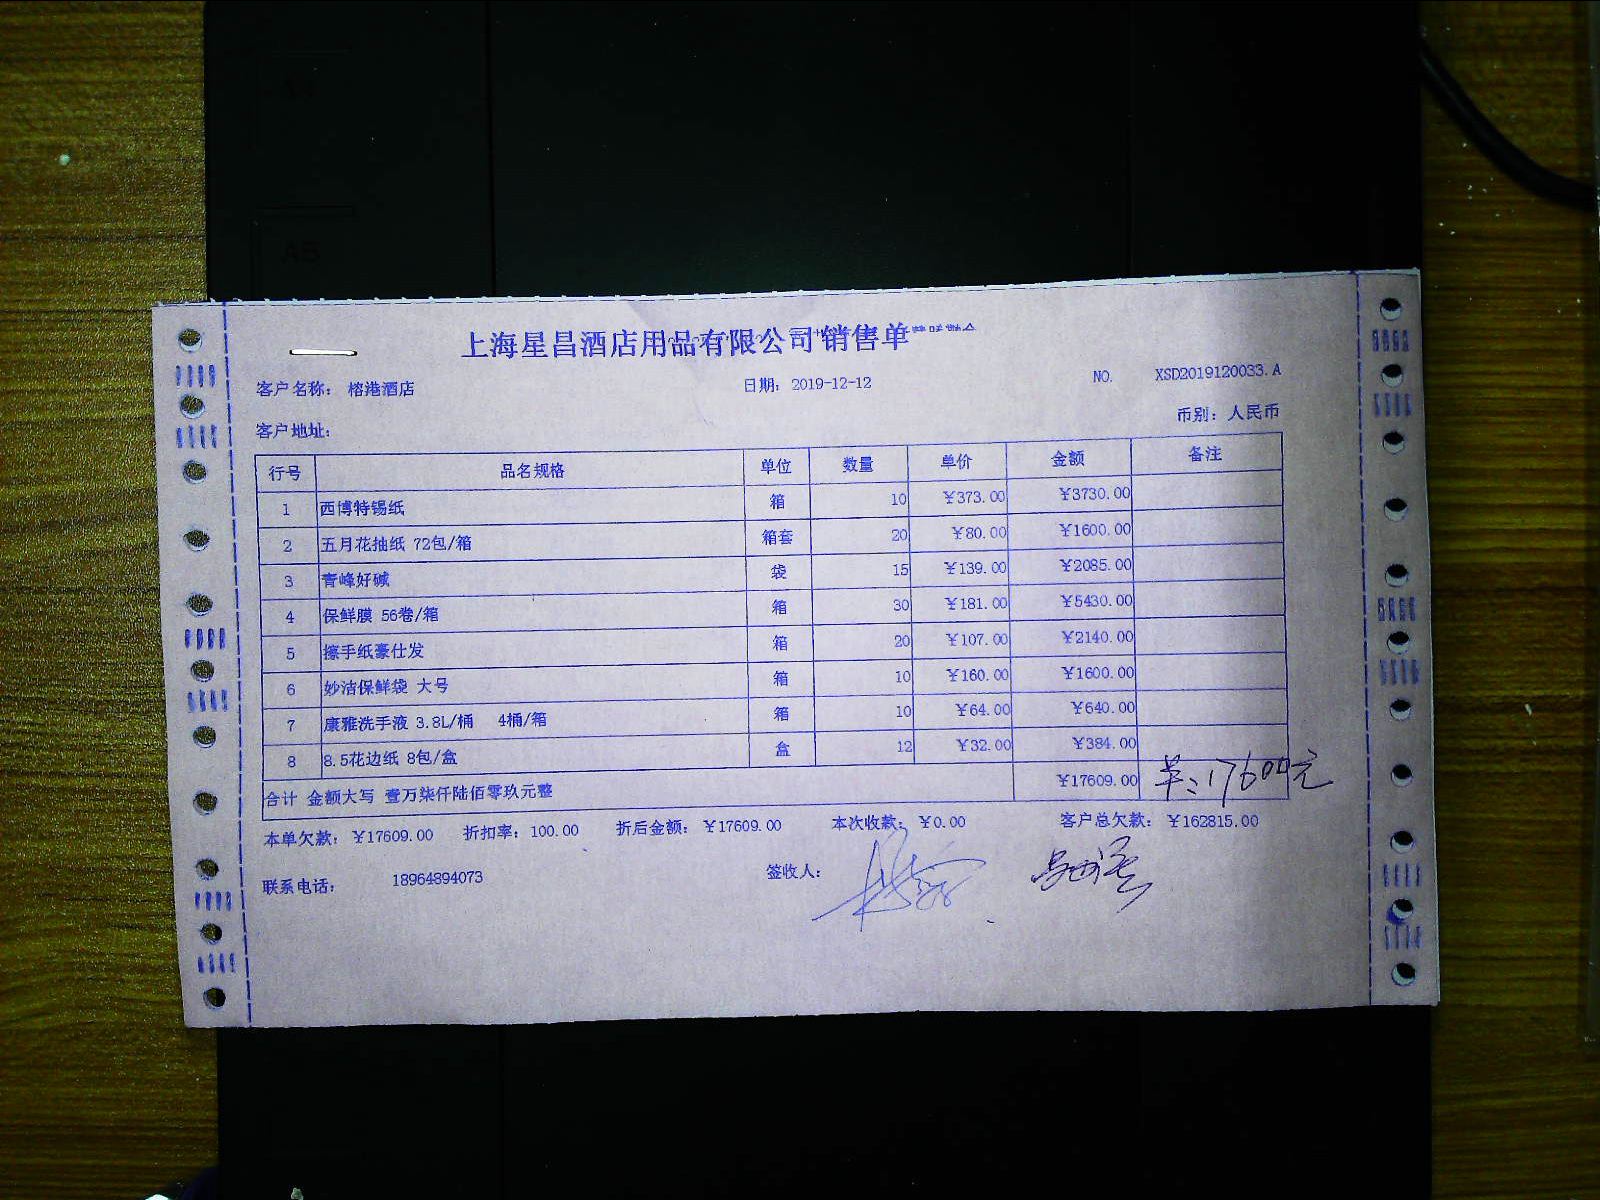 A5
上海星昌酒店用品有限公司销售单
客户名称: 榕港酒店 日期: 2019-12-12 NO. XSD2019120033.A
客户地址: 币别: 人民币
行号 品名规格 单位 数量 单价 金额 备注
1 西博特锡纸 箱 10 ￥373.00 ￥3730.00
2 五月花抽纸 72包/箱 箱套 20 ￥80.00 ￥1600.00
3 青峰好碱 袋 15 ￥139.00 ￥2085.00
4 保鲜膜 56卷/箱 箱 30 ￥181.00 ￥5430.00
5 擦手纸豪仕发 箱 20 ￥107.00 ￥2140.00
6 妙洁保鲜袋 大号 箱 10 ￥160.00 ￥1600.00
7 康雅洗手液 3.8L/桶 4桶/箱 箱 10 ￥64.00 ￥640.00
8 8.5花边纸 8包/盒 盒 12 ￥32.00 ￥384.00
合计 金额大写 壹万柒仟陆佰零玖元整 ￥17609.00 17600元
本单欠款: ￥17609.00 折扣率: 100.00 折后金额: ￥17609.00 本次收款: ￥0.00 客户总欠款: ￥162815.00
联系电话: 18964894073 签收人: